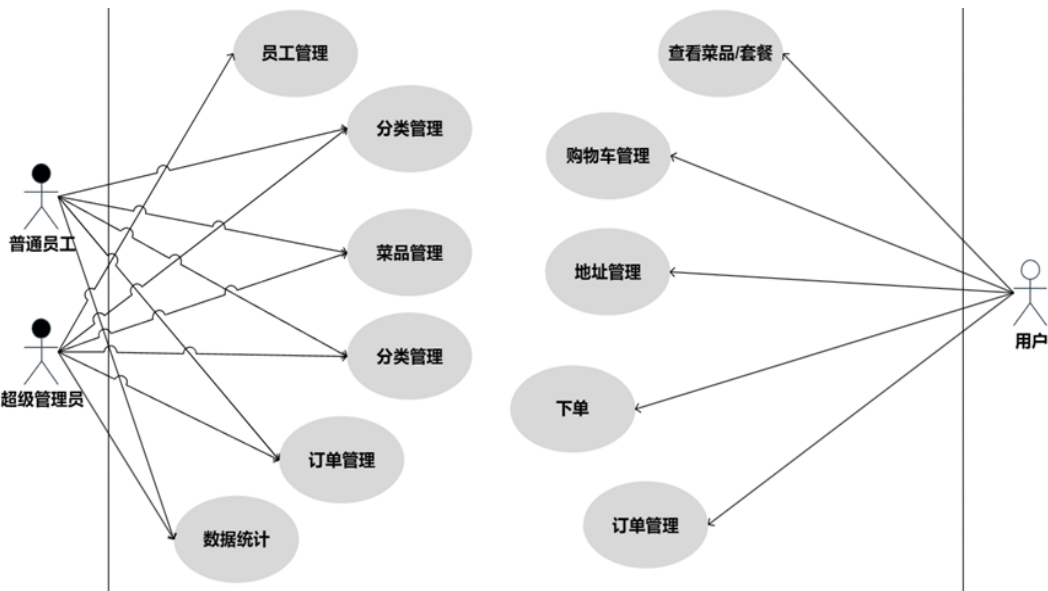 员工管理
查看菜品/套餐
分类管理
购物车管理
普通员工
菜品管理
地址管理
用户
超级管理员
分类管理
下单
订单管理
订单管理
数据统计